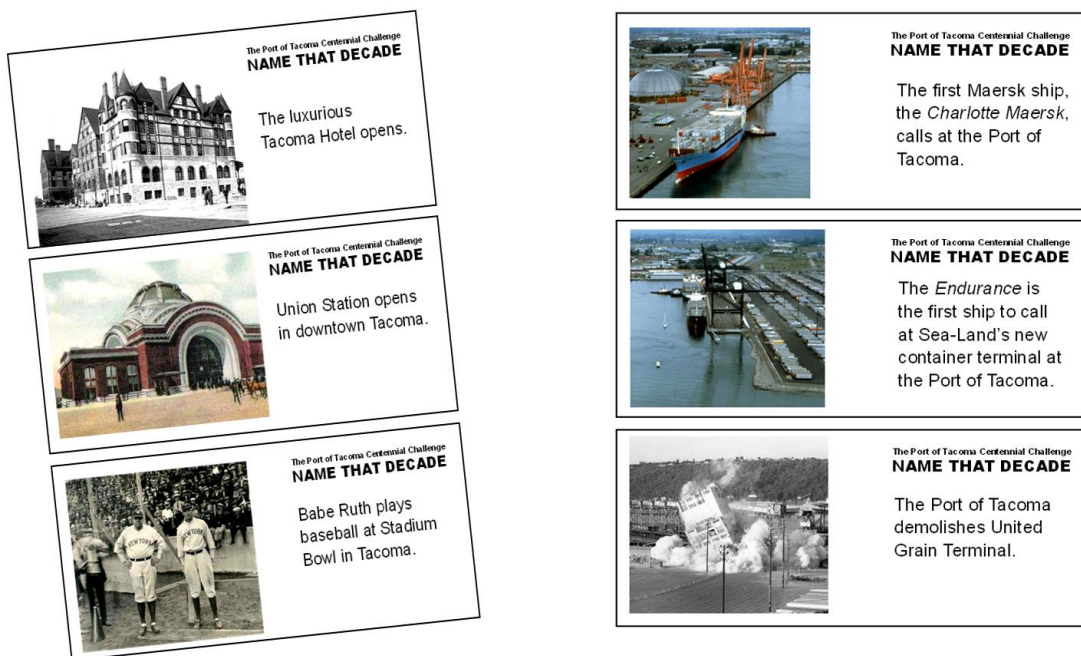 The Port of Tacoma Centennial Challenge
NAME THAT DECADE
The luxurious
Tacoma Hotel opens.
The Port of Tacoma Centennial Challenge
NAME THAT DECADE
Union Station opens
in downtown Tacoma.
The Port of Tacoma Centennial Challenge
NAME THAT DECADE
Babe Ruth plays
baseball at Stadium
Bowl in Tacoma.
The Port of Tacoma Centennial Challenge
NAME THAT DECADE
The first Maersk ship,
the Charlotte Maersk,
calls at the Port of
Tacoma.
The Port of Tacoma Centennial Challenge
NAME THAT DECADE
The Endurance is
the first ship to call
at Sea-Land's new
container terminal at
the Port of Tacoma.
The Port of Tacoma Centennial Challenge
NAME THAT DECADE
The Port of Tacoma
demolishes United
Grain Terminal.